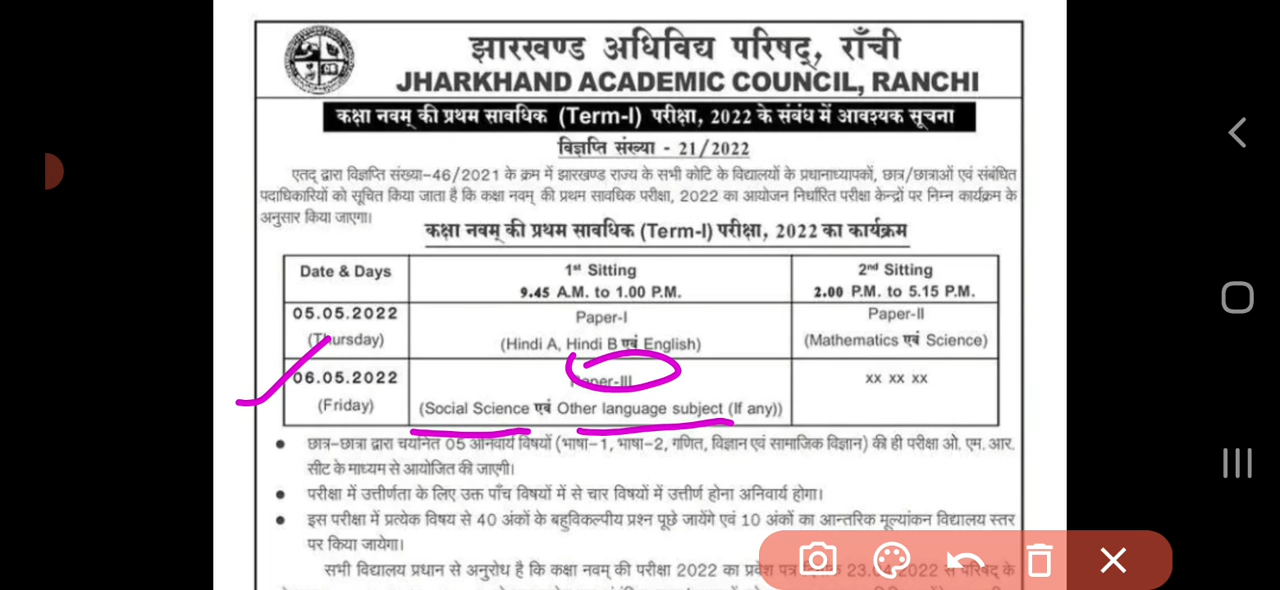 झारखण्ड अधिविद्य परिषद्, राँची
JHARKHAND ACADEMIC COUNCIL, RANCHI
कक्षा नवम् की प्रथम सावधिक (Term-I) परीक्षा, 2022 के संबंध में आवश्यक सूचना
विज्ञप्ति संख्या - 21/2022
एतद् द्वारा विज्ञप्ति संख्या-46/2021 के क्रम में झारखण्ड राज्य के सभी कोटि के विद्यालयों के प्रधानाध्यापकों, छात्र/छात्राओं एवं संबंधित
पदाधिकारियों को सूचित किया जाता है कि कक्षा नवम् की प्रथम सावधिक परीक्षा, 2022 का आयोजन निर्धारित परीक्षा केन्द्रों पर निम्न कार्यक्रम के
अनुसार किया जाएगा।
कक्षा नवम् की प्रथम सावधिक (Term-I) परीक्षा, 2022 का कार्यक्रम
Date & Days
1st Sitting
9.45 A.M. to 1.00 P.M.
2nd Sitting
2.00 P.M. to 5.15 P.M.
05.05.2022
(Thursday)
Paper-I
(Hindi A, Hindi B एवं English)
Paper-II
(Mathematics एवं Science)
06.05.2022
(Friday)
Paper-III
(Social Science एवं Other language subject (If any))
xx xx xx
• छात्र-छात्रा द्वारा चयनित 05 अनिवार्य विषयों (भाषा-1, भाषा-2, गणित, विज्ञान एवं सामाजिक विज्ञान) की ही परीक्षा ओ. एम. आर.
सीट के माध्यम से आयोजित की जाएगी।
• परीक्षा में उत्तीर्णता के लिए उक्त पाँच विषयों में से चार विषयों में उत्तीर्ण होना अनिवार्य होगा।
• इस परीक्षा में प्रत्येक विषय से 40 अंकों के बहुविकल्पीय प्रश्न पूछे जायेंगे एवं 10 अंकों का आन्तरिक मूल्यांकन विद्यालय स्तर
पर किया जायेगा।
सभी विद्यालय प्रधान से अनुरोध है कि कक्षा नवम् की परीक्षा 2022 का प्रवेश पत्र 23.04.2022 से परिषद् के